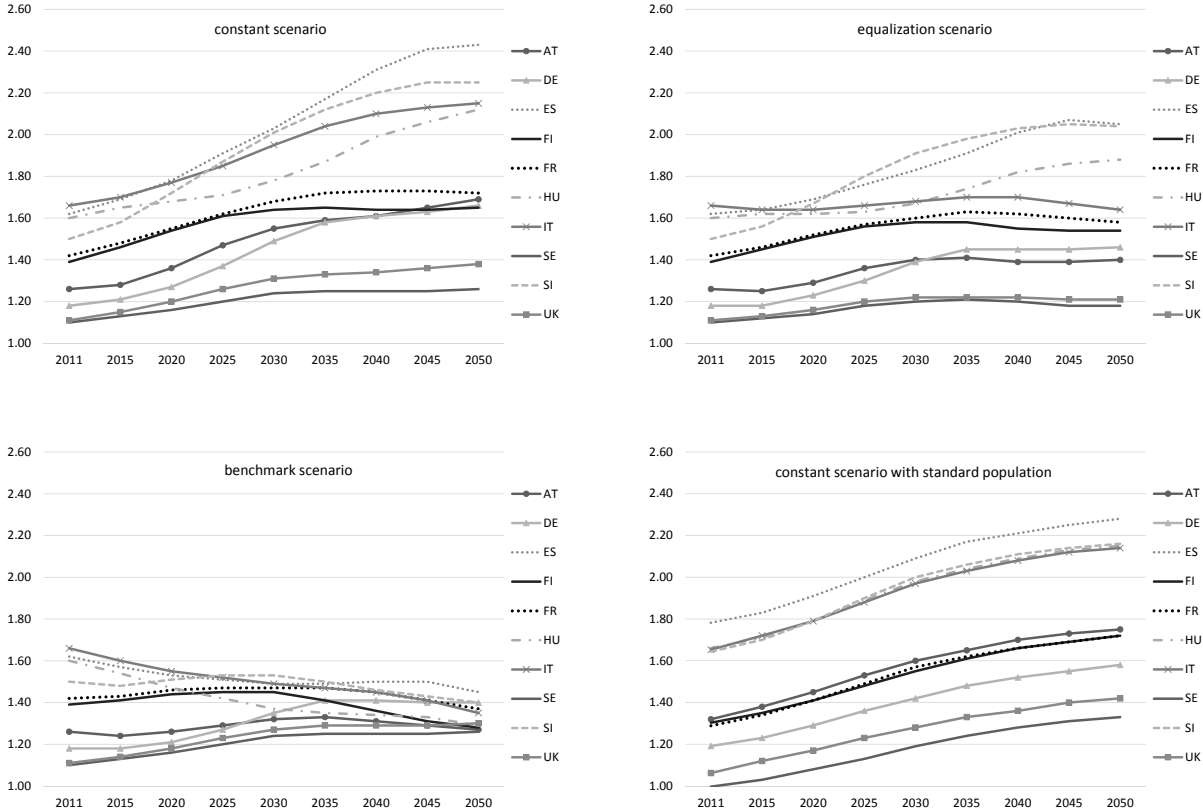 constant scenario
2.60
2.40
2.20
2.00
1.80
1.60
1.40
1.20
1.00
2011 2015 2020 2025 2030 2035 2040 2045 2050
AT
DE
ES
FI
FR
HU
IT
SE
SI
UK
equalization scenario
2.60
2.40
2.20
2.00
1.80
1.60
1.40
1.20
1.00
2011 2015 2020 2025 2030 2035 2040 2045 2050
AT
DE
ES
FI
FR
HU
IT
SE
SI
UK
benchmark scenario
2.60
2.40
2.20
2.00
1.80
1.60
1.40
1.20
1.00
2011 2015 2020 2025 2030 2035 2040 2045 2050
AT
DE
ES
FI
FR
HU
IT
SE
SI
UK
constant scenario with standard population
2.60
2.40
2.20
2.00
1.80
1.60
1.40
1.20
1.00
2011 2015 2020 2025 2030 2035 2040 2045 2050
AT
DE
ES
FI
FR
HU
IT
SE
SI
UK